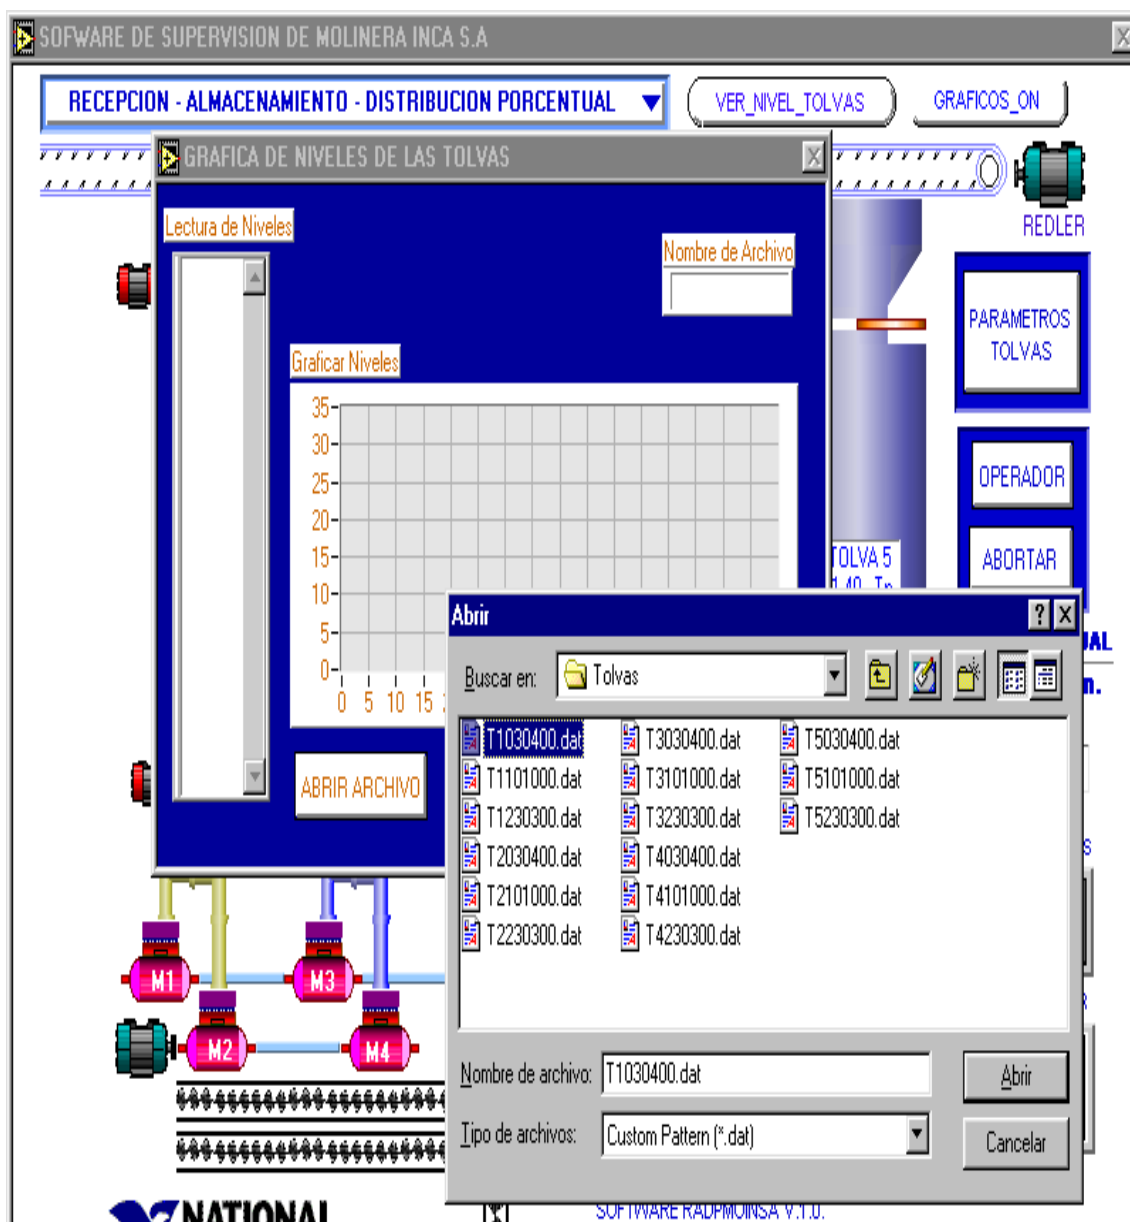 SOFWARE DE SUPERVISION DE MOLINERA INCA S.A
RECEPCION - ALMACENAMIENTO - DISTRIBUCION PORCENTUAL
VER_NIVEL_TOLVAS
GRAFICOS_ON
GRAFICA DE NIVELES DE LAS TOLVAS
REDLER
Lectura de Niveles
Nombre de Archivo
PARAMETROS
TOLVAS
Graficar Niveles
35
30
25
20
15
10
5
0
0 5 10 15
OPERADOR
ABORTAR
TOLVA 5
ABRIR ARCHIVO
Abrir
Buscar en:
Tolvas
T1030400.dat
T1101000.dat
T1230300.dat
T2030400.dat
T2101000.dat
T2230300.dat
T3030400.dat
T3101000.dat
T3230300.dat
T4030400.dat
T4101000.dat
T4230300.dat
T5030400.dat
T5101000.dat
T5230300.dat
Nombre de archivo:
T1030400.dat
Abrir
Tipo de archivos:
Custom Pattern (*.dat)
Cancelar
M1
M3
M2
M4
NATIONAL
SOFTWARE RADPMOINSA V.1.0.